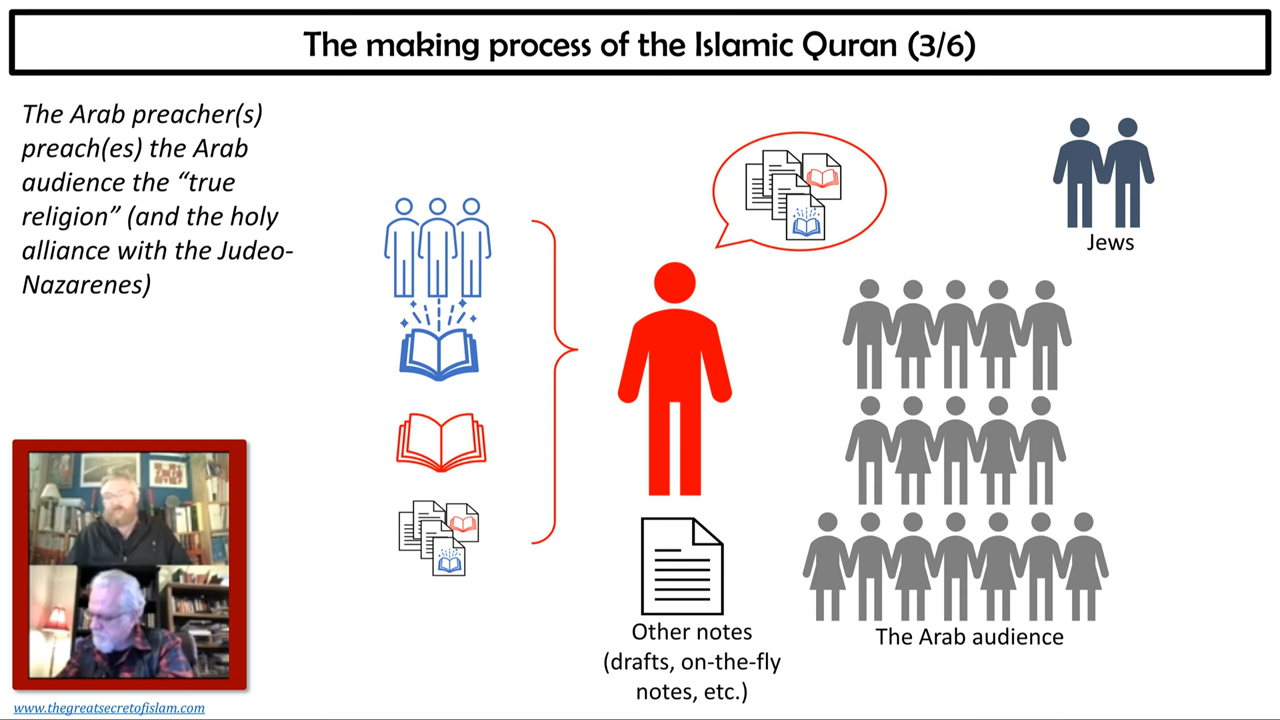 The making process of the Islamic Quran (3/6)
The Arab preacher(s)
preach(es) the Arab
audience the “true
religion” (and the holy
alliance with the Judeo-
Nazarenes)
Jews
The Arab audience
Other notes
(drafts, on-the-fly
notes, etc.)
www.thegreatsecretofislam.com